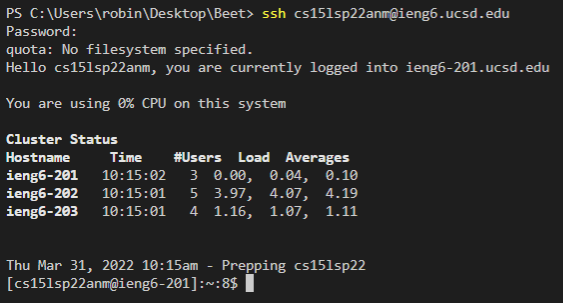 PS C:\Users\robin\Desktop\Beet> ssh cs15lsp22anm@ieng6.ucsd.edu
Password:
quota: No filesystem specified.
Hello cs15lsp22anm, you are currently logged into ieng6-201.ucsd.edu
You are using 0% CPU on this system
Cluster Status
Hostname     Time    #Users  Load  Averages
ieng6-201   10:15:02   3  0.00,  0.04,  0.10
ieng6-202   10:15:01   5  3.97,  4.07,  4.19
ieng6-203   10:15:01   4  1.16,  1.07,  1.11
Thu Mar 31, 2022 10:15am - Prepping cs15lsp22
[cs15lsp22anm@ieng6-201]:~:8$